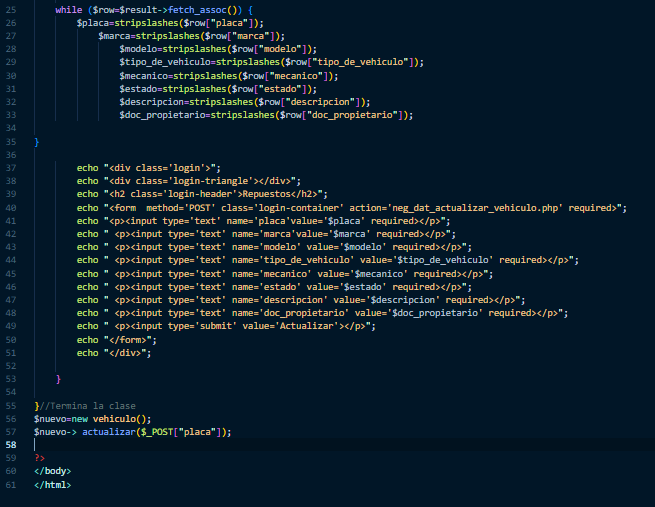 25 while ($row=$result->fetch_assoc()) {
26 $placa=stripslashes($row["placa"]);
27 $marca=stripslashes($row["marca"]);
28 $modelo=stripslashes($row["modelo"]);
29 $tipo_de_vehiculo=stripslashes($row["tipo_de_vehiculo"]);
30 $mecanico=stripslashes($row["mecanico"]);
31 $estado=stripslashes($row["estado"]);
32 $descripcion=stripslashes($row["descripcion"]);
33 $doc_propietario=stripslashes($row["doc_propietario"]);
34
35 }
36
37 echo "<div class='login'>";
38 echo "<div class='login-triangle'></div>";
39 echo "<h2 class='login-header'>Repuestos</h2>";
40 echo "<form  method='POST' class='login-container' action='neg_dat_actualizar_vehiculo.php' required>";
41 echo "<p><input type='text' name='placa'value='$placa' required></p>";
42 echo " <p><input type='text' name='marca'value='$marca' required></p>";
43 echo " <p><input type='text' name='modelo' value='$modelo' required></p>";
44 echo " <p><input type='text' name='tipo_de_vehiculo' value='$tipo_de_vehiculo' required></p>";
45 echo " <p><input type='text' name='mecanico' value='$mecanico' required></p>";
46 echo " <p><input type='text' name='estado' value='$estado' required></p>";
47 echo " <p><input type='text' name='descripcion' value='$descripcion' required></p>";
48 echo " <p><input type='text' name='doc_propietario' value='$doc_propietario' required></p>";
49 echo " <p><input type='submit' value='Actualizar'></p>";
50 echo "</form>";
51 echo "</div>";
52
53 }
54
55 }//Termina la clase
56 $nuevo=new vehiculo();
57 $nuevo-> actualizar($_POST["placa"]);
58
59 ?>
60 </body>
61 </html>